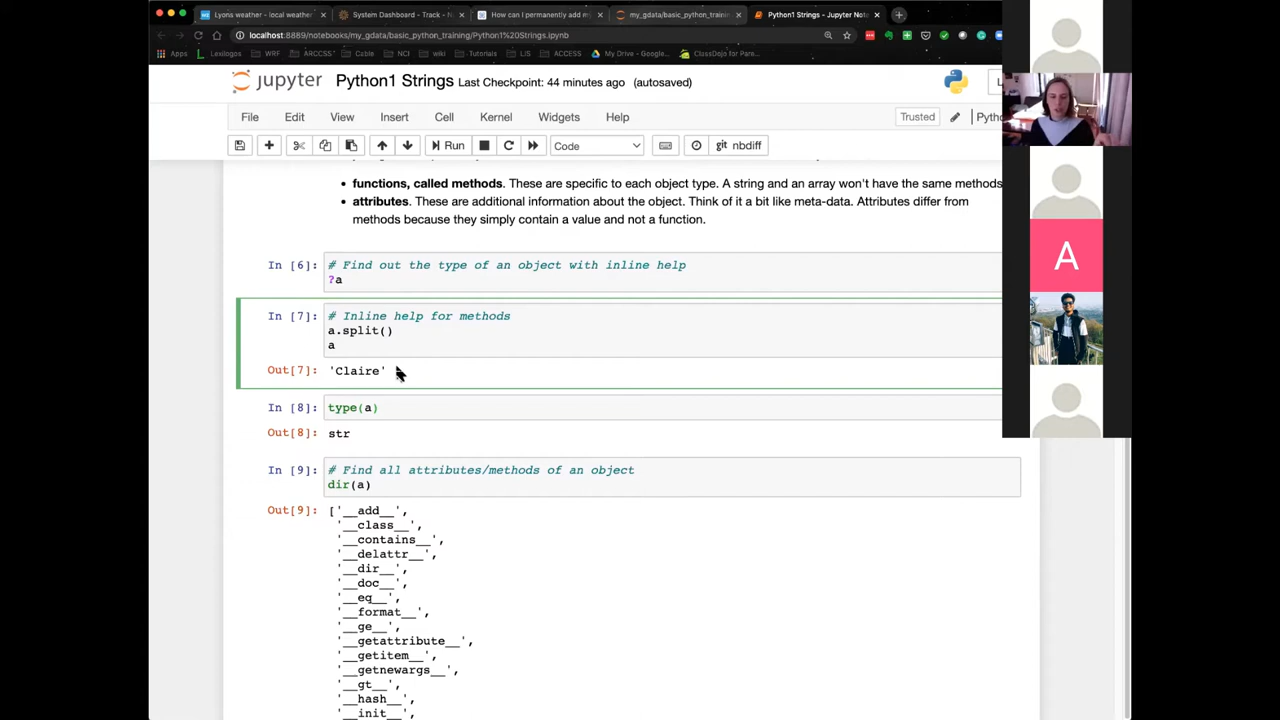 Lyons weather - local weather
System Dashboard - Track - N
How can I permanently add m
my_gdata/basic_python_trainin
Python1 Strings - Jupyter Note
localhost:8889/notebooks/my_gdata/basic_python_training/Python1%20Strings.ipynb
Apps
Lexilogos
WRF
ARCCSS
Cable
NCI
wiki
Tutorials
LIS
ACCESS
My Drive - Google...
ClassDojo for Pare...
jupyter
Python1 Strings Last Checkpoint: 44 minutes ago (autosaved)
File Edit View Insert Cell Kernel Widgets Help
Trusted
Run
Code
git nbdiff
functions, called methods. These are specific to each object type. A string and an array won't have the same methods
attributes. These are additional information about the object. Think of it a bit like meta-data. Attributes differ from
methods because they simply contain a value and not a function.
In [6]: # Find out the type of an object with inline help
?a
In [7]: # Inline help for methods
a.split()
a
Out[7]: 'Claire'
In [8]: type(a)
Out[8]: str
In [9]: # Find all attributes/methods of an object
dir(a)
Out[9]: ['__add__',
'__class__',
'__contains__',
'__delattr__',
'__dir__',
'__doc__',
'__eq__',
'__format__',
'__ge__',
'__getattribute__',
'__getitem__',
'__getnewargs__',
'__gt__',
'__hash__',
'__init__',
A